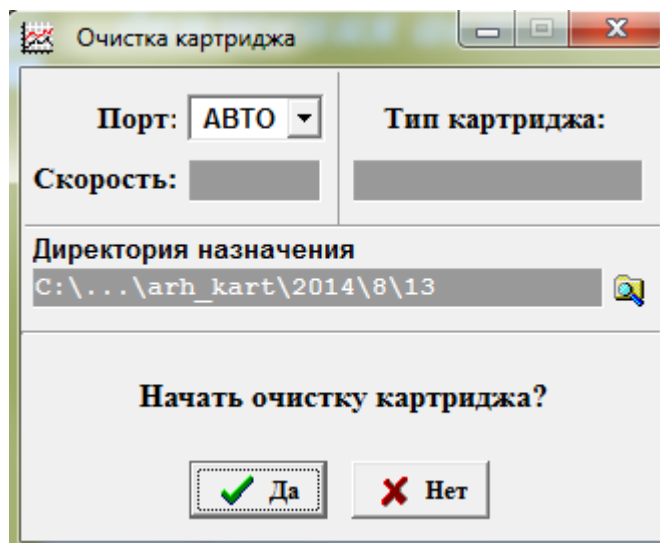 Очистка картриджа
Порт: АВТО
Тип картриджа:
Скорость:
Директория назначения
C:\...\arh_kart\2014\8\13
Начать очистку картриджа?
Да Нет